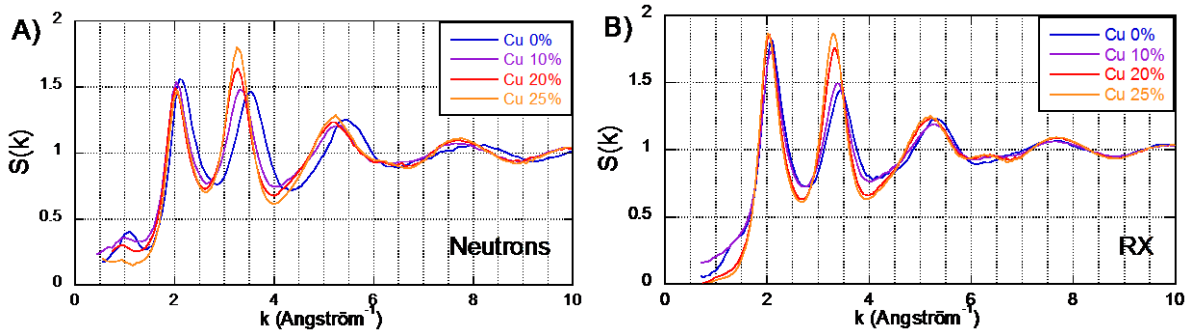 A)
2
1.5
1
0.5
0
S(k)
Cu 0%
Cu 10%
Cu 20%
Cu 25%
Neutrons
0 2 4 6 8 10
k (Angström⁻¹)
B)
2
1.5
1
0.5
0
S(k)
Cu 0%
Cu 10%
Cu 20%
Cu 25%
RX
0 2 4 6 8 10
k (Angström⁻¹)